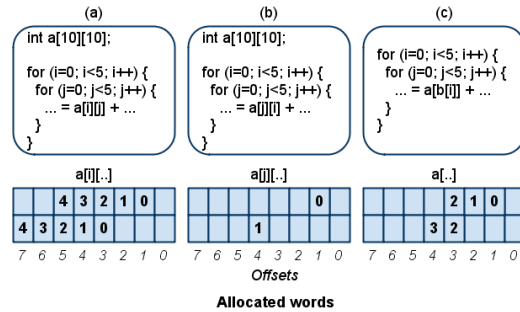 (a)
int a[10][10];
for (i=0; i<5; i++) {
for (j=0; j<5; j++) {
... = a[i][j] + ...
}
}
(b)
int a[10][10];
for (i=0; i<5; i++) {
for (j=0; j<5; j++) {
... = a[j][i] + ...
}
}
(c)
for (i=0; i<5; i++) {
for (j=0; j<5; j++) {
... = a[b[i]] + ...
}
}
a[i][..]
4 3 2 1 0
4 3 2 1 0
7 6 5 4 3 2 1 0
a[j][..]
0
1
7 6 5 4 3 2 1 0
a[..]
2 1 0
3 2
7 6 5 4 3 2 1 0
Offsets
Allocated words